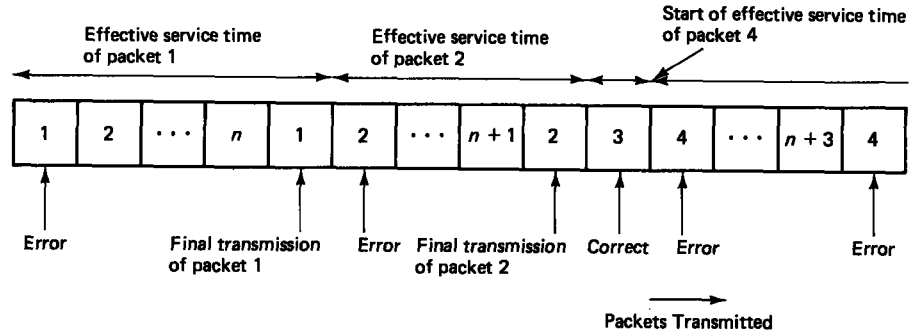 Effective service time
of packet 1
Effective service time
of packet 2
Start of effective service time
of packet 4
1 2 ··· n 1 2 ··· n + 1 2 3 4 ··· n + 3 4
Error
Final transmission
of packet 1
Error
Final transmission
of packet 2
Correct
Error
Error
Packets Transmitted